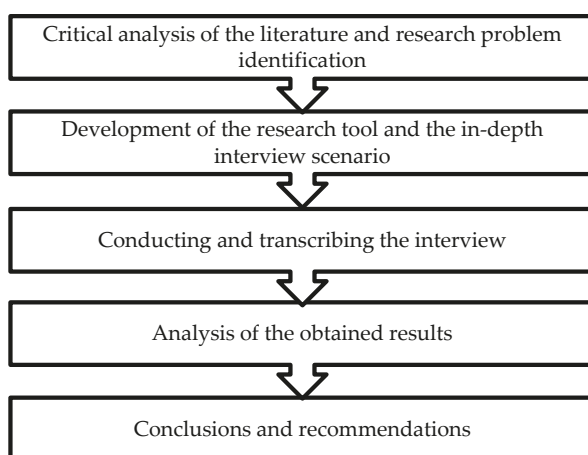 Critical analysis of the literature and research problem
identification
Development of the research tool and the in-depth
interview scenario
Conducting and transcribing the interview
Analysis of the obtained results
Conclusions and recommendations